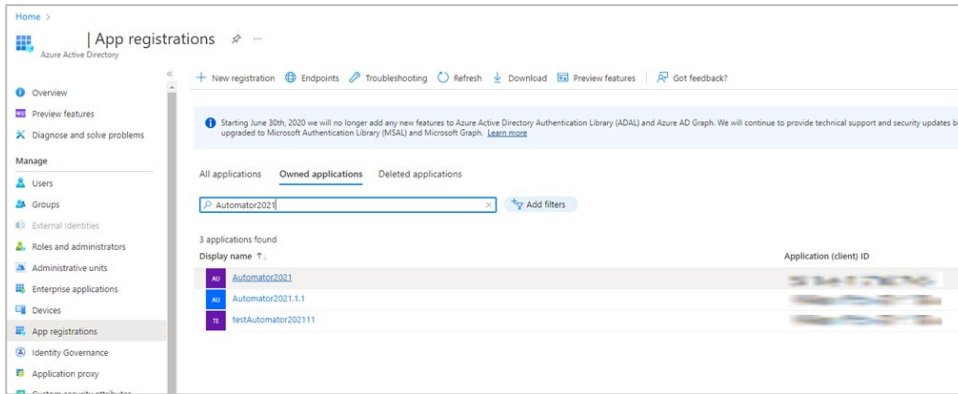 Home >
| App registrations
Azure Active Directory
New registration Endpoints Troubleshooting Refresh Download Preview features Got feedback?
Overview
Preview features
Diagnose and solve problems
Manage
Users
Groups
External Identities
Roles and administrators
Administrative units
Enterprise applications
Devices
App registrations
Identity Governance
Application proxy
Custom security attributes
Starting June 30th, 2020 we will no longer add any new features to Azure Active Directory Authentication Library (ADAL) and Azure AD Graph. We will continue to provide technical support and security updates b
upgraded to Microsoft Authentication Library (MSAL) and Microsoft Graph. Learn more
All applications Owned applications Deleted applications
Automator2021 Add filters
3 applications found
Display name Application (client) ID
AU Automator2021
AU Automator2021.1.1
TE testAutomator202111